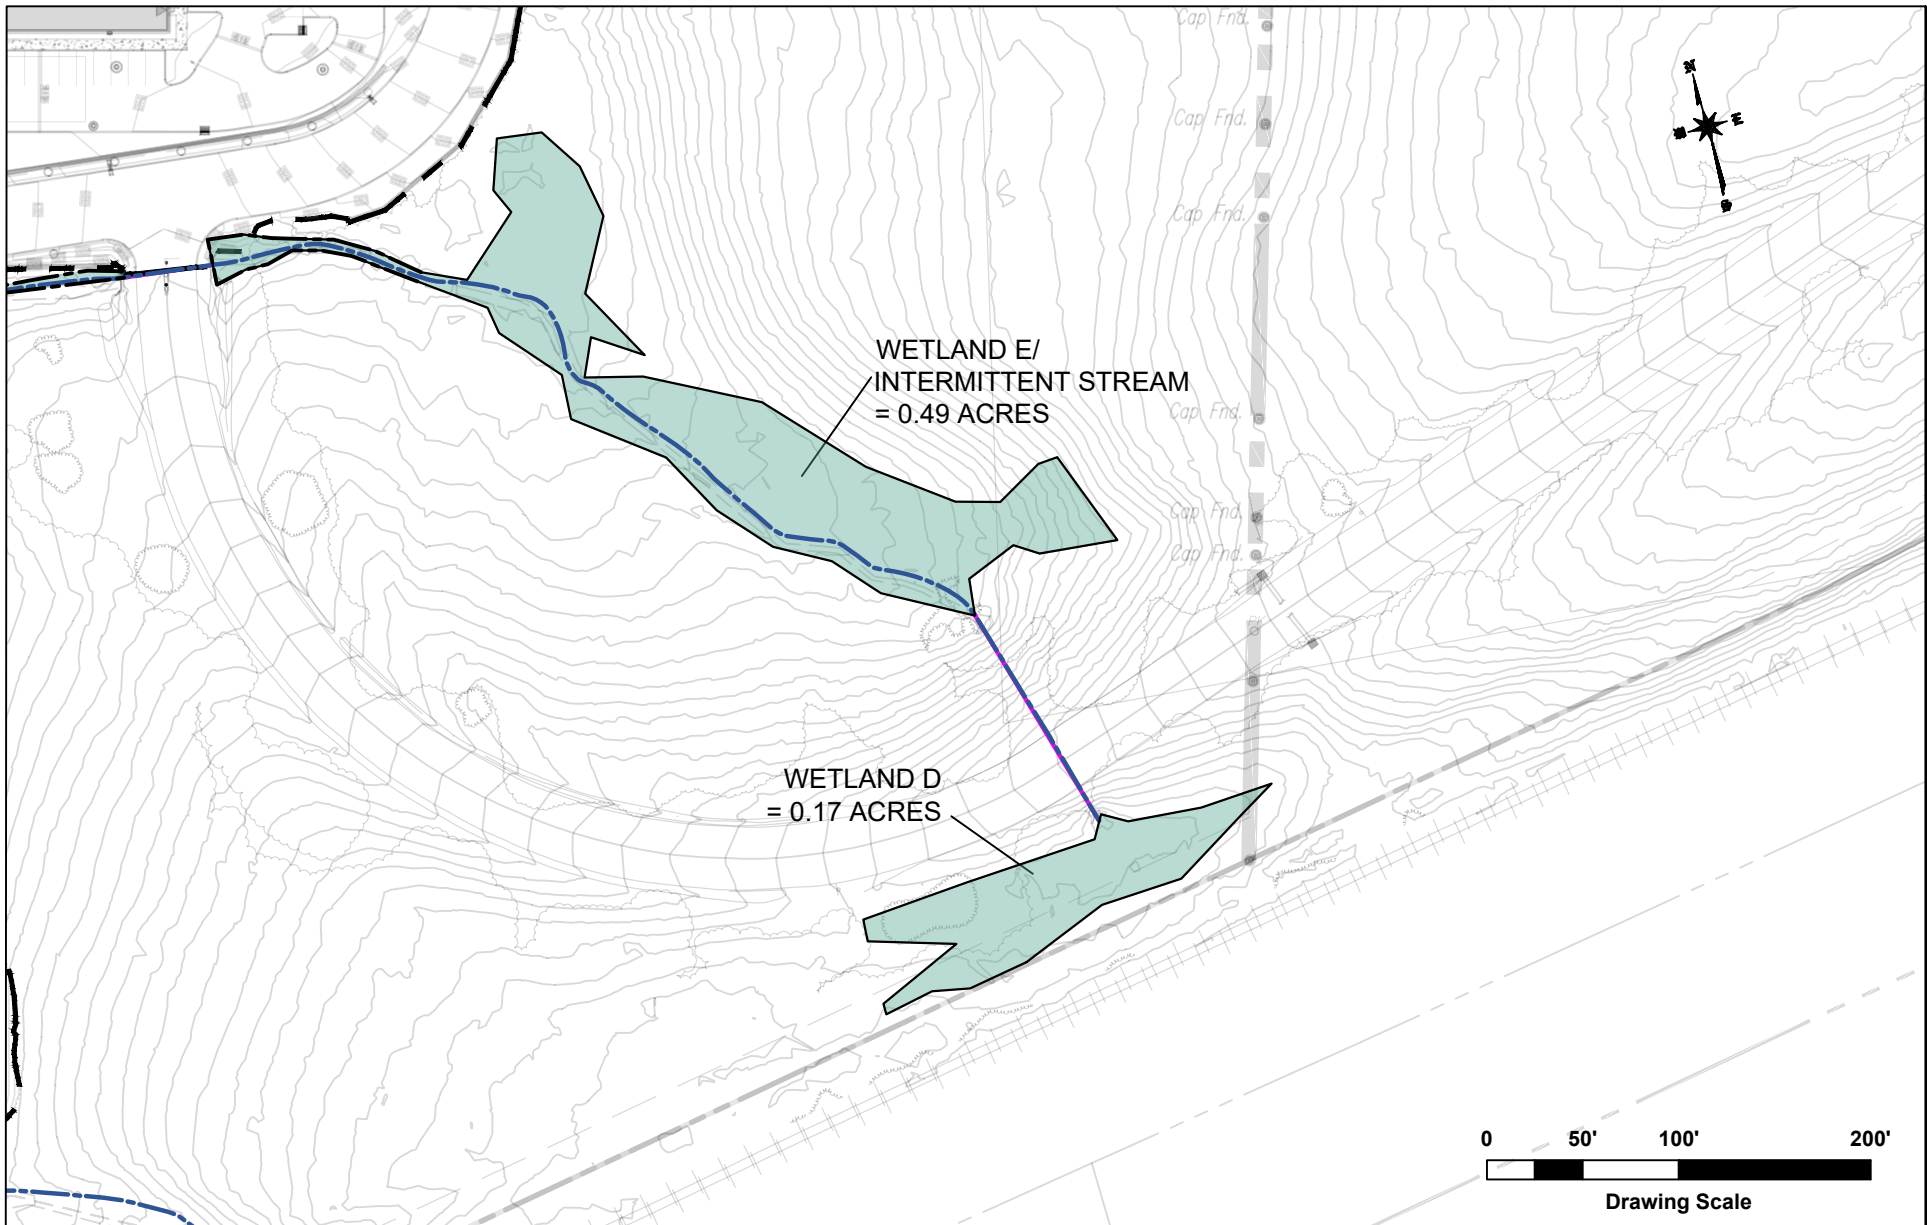 Cap Fnd.
N
E
S
Cap Fnd.
Cap Fnd.
WETLAND E/
INTERMITTENT STREAM
= 0.49 ACRES
Cap Fnd.
Cap Fnd.
Cap Fnd.
WETLAND D
= 0.17 ACRES
0 50' 100' 200'
Drawing Scale